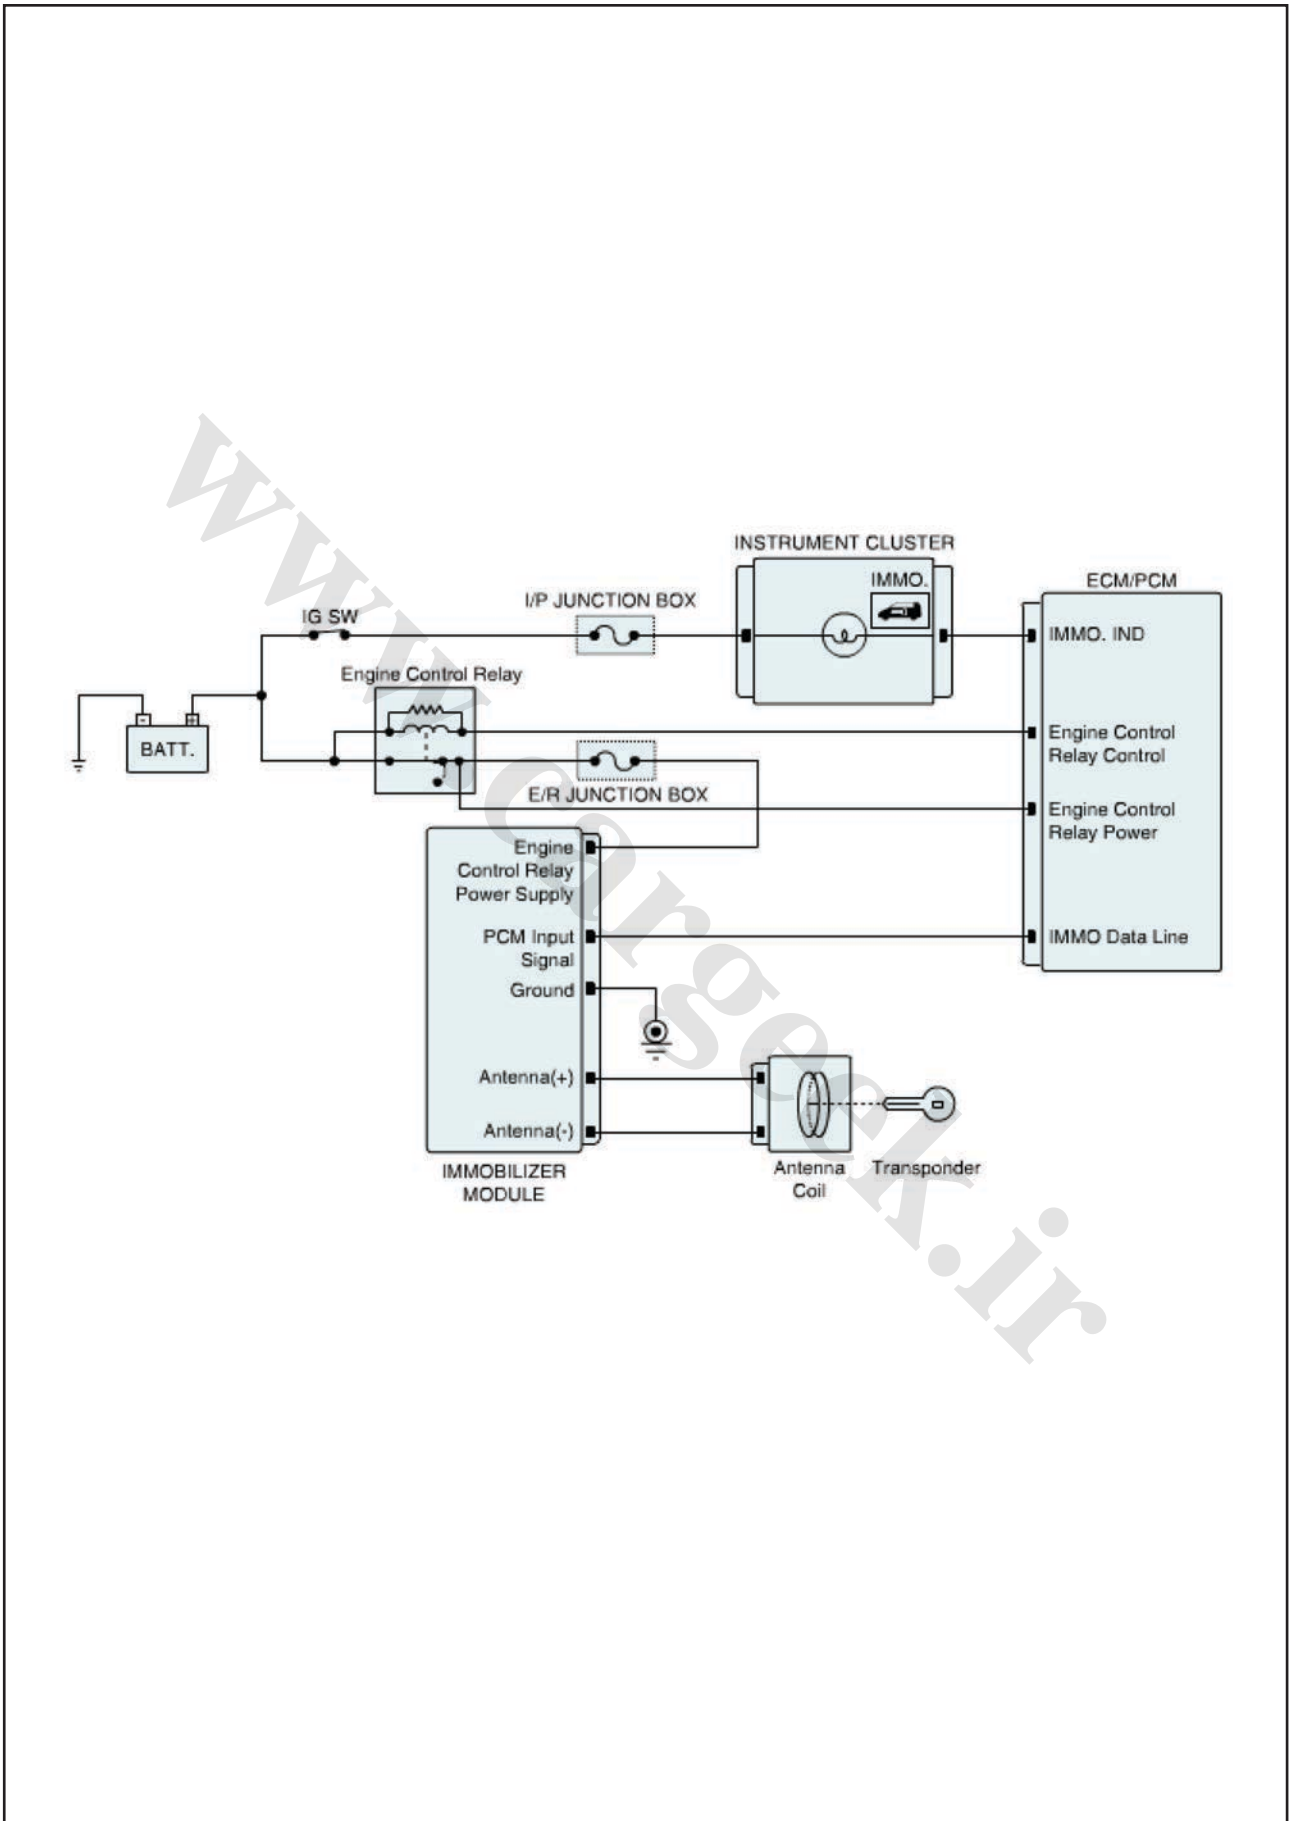 INSTRUMENT CLUSTER
IMMO.
ECM/PCM
I/P JUNCTION BOX
IG SW
IMMO. IND
Engine Control Relay
- +
BATT.
Engine Control
Relay Control
E/R JUNCTION BOX
Engine Control
Relay Power
Engine
Control Relay
Power Supply
PCM Input
Signal
IMMO Data Line
Ground
Antenna(+)
Antenna(-)
IMMOBILIZER
MODULE
Antenna
Coil
Transponder
www.cargeek.ir